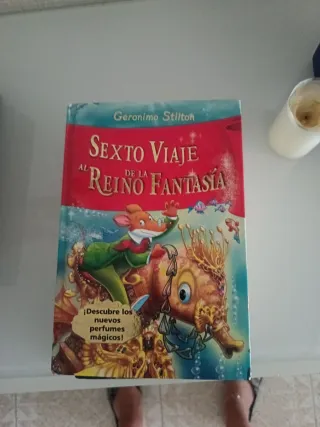 Geronimo Stilton
SEXTO VIAJE
AL REINO DE LA FANTASÍA
¡Descubre los
nuevos
perfumes
mágicos!